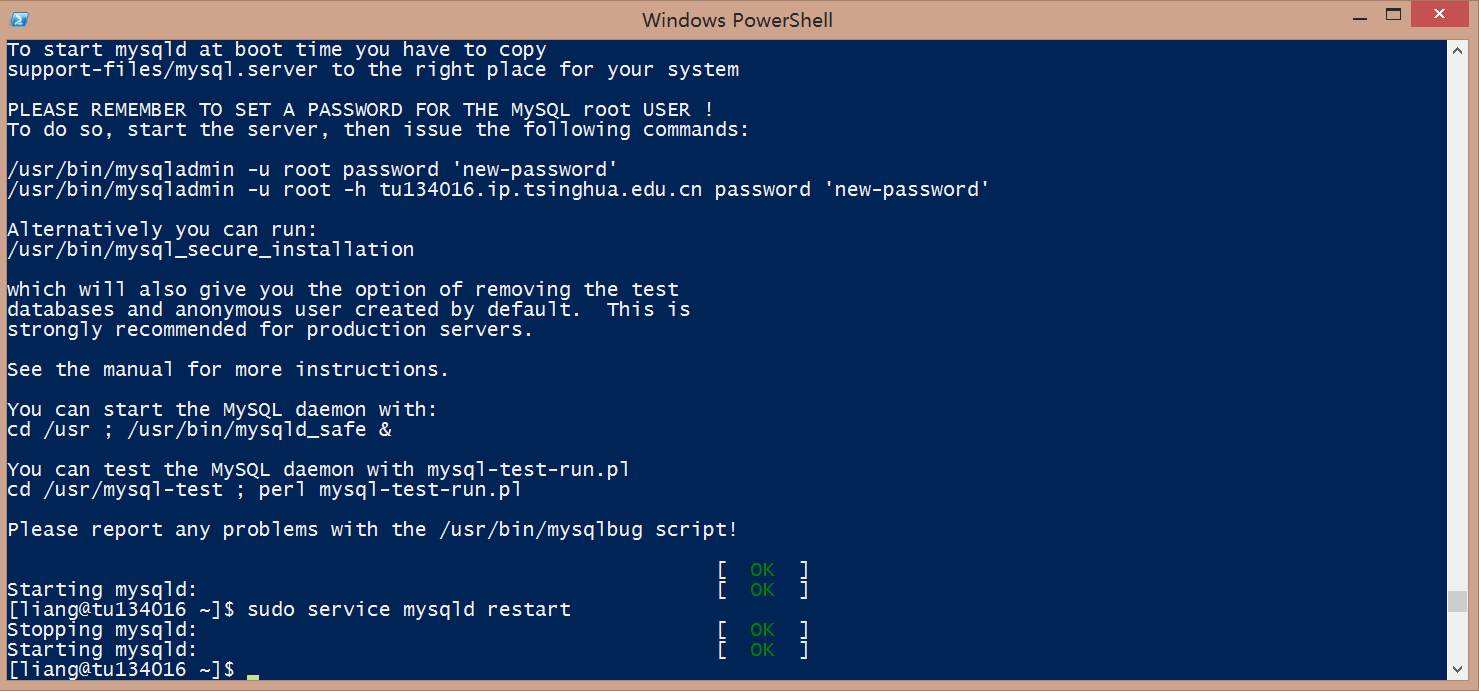 Windows PowerShell
To start mysqld at boot time you have to copy
support-files/mysql.server to the right place for your system
PLEASE REMEMBER TO SET A PASSWORD FOR THE MySQL root USER !
To do so, start the server, then issue the following commands:
/usr/bin/mysqladmin -u root password 'new-password'
/usr/bin/mysqladmin -u root -h tu134016.ip.tsinghua.edu.cn password 'new-password'
Alternatively you can run:
/usr/bin/mysql_secure_installation
which will also give you the option of removing the test
databases and anonymous user created by default.  This is
strongly recommended for production servers.
See the manual for more instructions.
You can start the MySQL daemon with:
cd /usr ; /usr/bin/mysqld_safe &
You can test the MySQL daemon with mysql-test-run.pl
cd /usr/mysql-test ; perl mysql-test-run.pl
Please report any problems with the /usr/bin/mysqlbug script!
[  OK  ]
Starting mysqld:                                           [  OK  ]
[liang@tu134016 ~]$ sudo service mysqld restart
Stopping mysqld:                                           [  OK  ]
Starting mysqld:                                           [  OK  ]
[liang@tu134016 ~]$